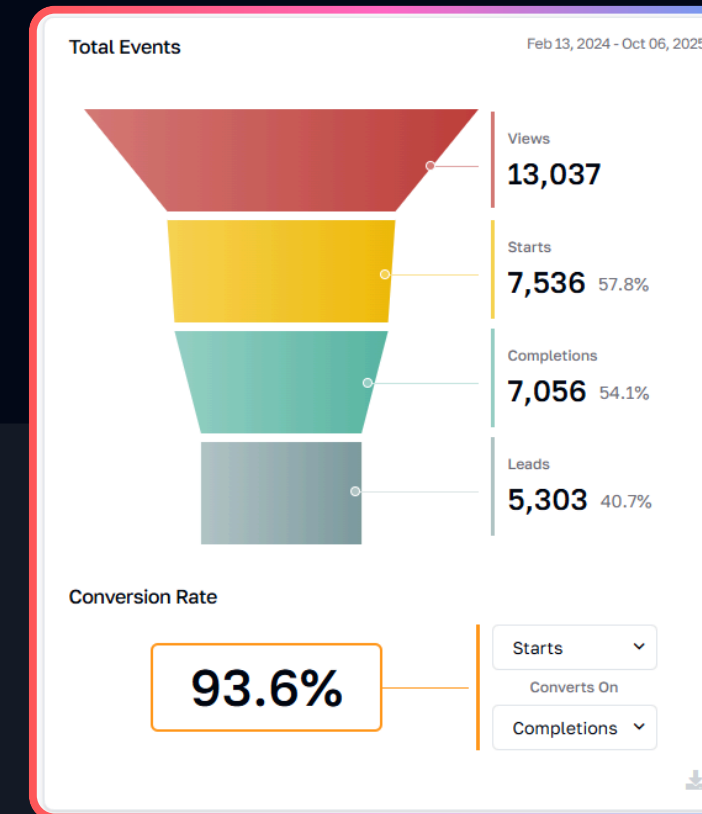 Total Events
Feb 13, 2024 - Oct 06, 2025
Views
13,037
Starts
7,536 57.8%
Completions
7,056 54.1%
Leads
5,303 40.7%
Conversion Rate
93.6%
Starts
Converts On
Completions